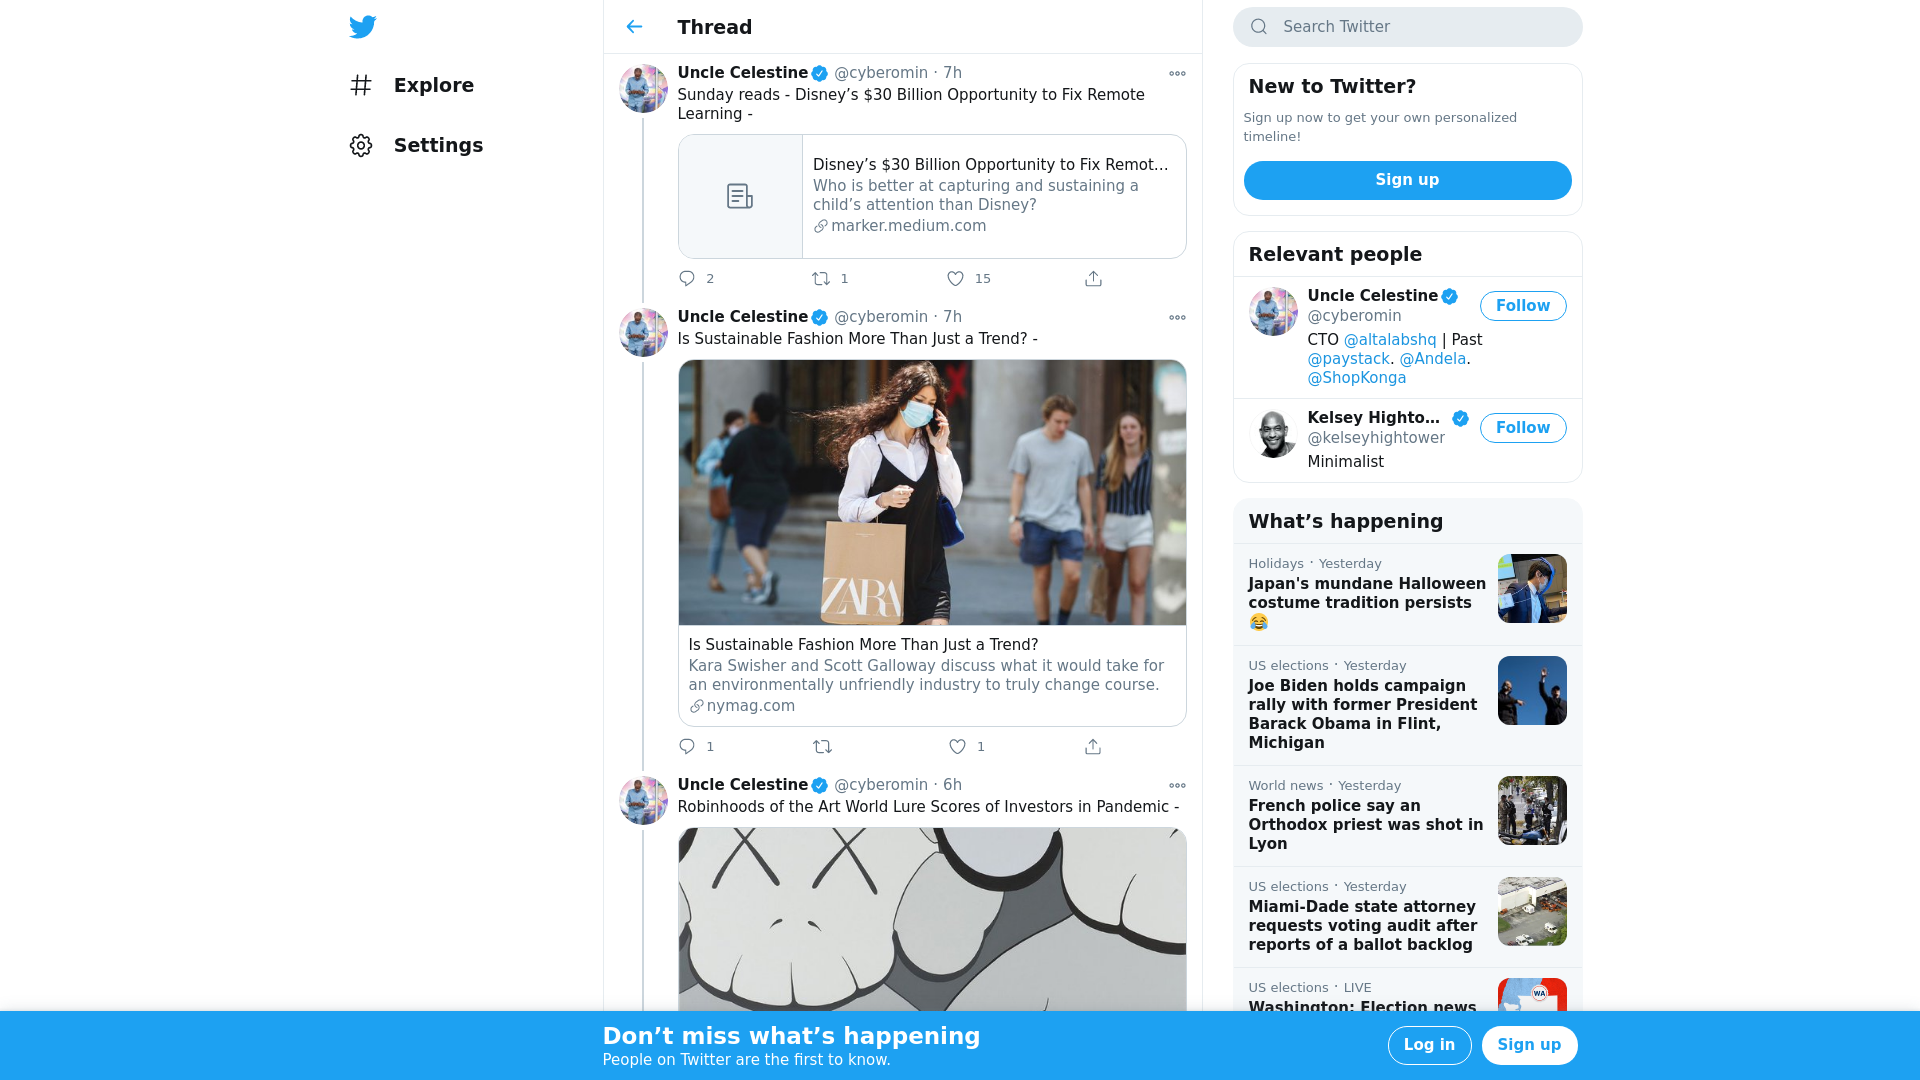 Explore
Settings
Thread
Uncle Celestine @cyberomin · 7h
Sunday reads - Disney’s $30 Billion Opportunity to Fix Remote
Learning -
Disney’s $30 Billion Opportunity to Fix Remot…
Who is better at capturing and sustaining a
child’s attention than Disney?
marker.medium.com
2 1 15
Uncle Celestine @cyberomin · 7h
Is Sustainable Fashion More Than Just a Trend? -
ZARA
Is Sustainable Fashion More Than Just a Trend?
Kara Swisher and Scott Galloway discuss what it would take for
an environmentally unfriendly industry to truly change course.
nymag.com
1 1
Uncle Celestine @cyberomin · 6h
Robinhoods of the Art World Lure Scores of Investors in Pandemic -
Search Twitter
New to Twitter?
Sign up now to get your own personalized
timeline!
Sign up
Relevant people
Uncle Celestine
@cyberomin
Follow
CTO @altalabshq | Past
@paystack. @Andela.
@ShopKonga
Kelsey Highto…
@kelseyhightower
Follow
Minimalist
What’s happening
Holidays · Yesterday
Japan's mundane Halloween
costume tradition persists
😂
US elections · Yesterday
Joe Biden holds campaign
rally with former President
Barack Obama in Flint,
Michigan
World news · Yesterday
French police say an
Orthodox priest was shot in
Lyon
US elections · Yesterday
Miami-Dade state attorney
requests voting audit after
reports of a ballot backlog
US elections · LIVE
Washington: Election news
WA
Don’t miss what’s happening
People on Twitter are the first to know.
Log in
Sign up